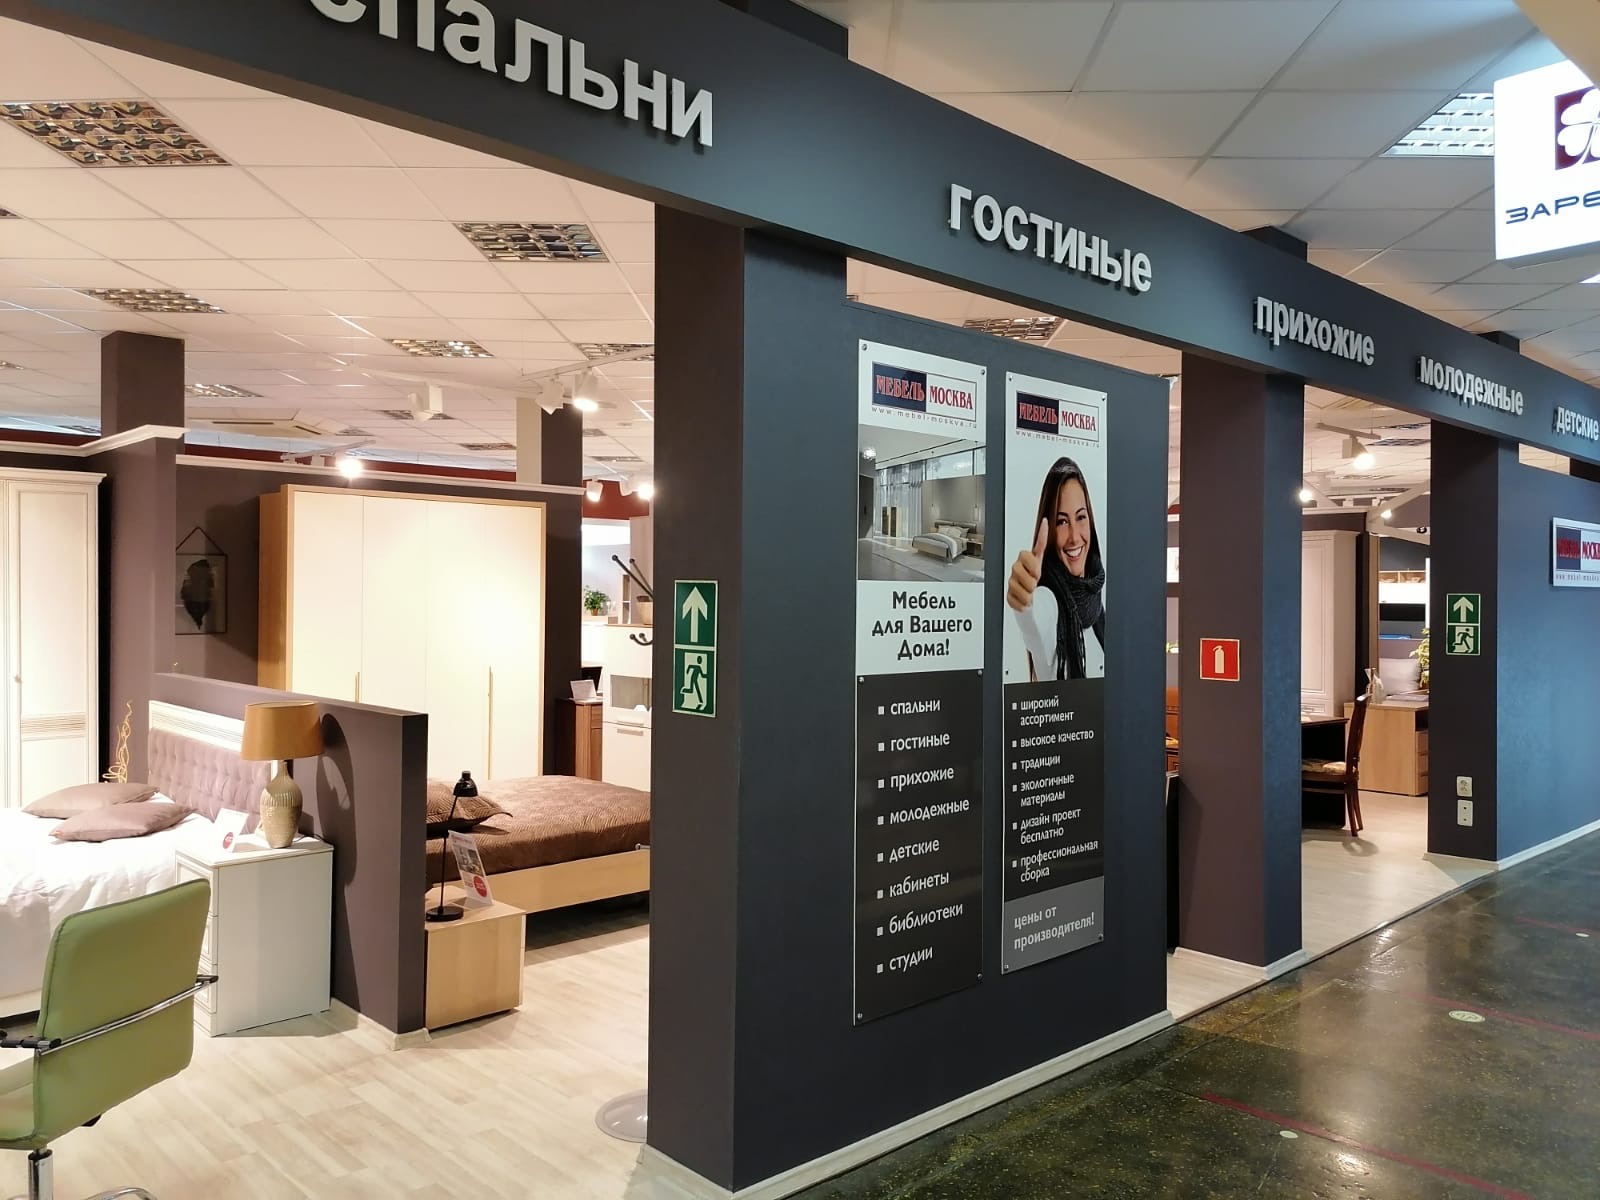 спальни
гостиные
прихожие
молодежные
детские
ЗАРЕ
МЕБЕЛЬ МОСКВА
www.mebel-moskva.ru
Мебель
для Вашего
Дома!
спальни
гостиные
прихожие
молодежные
детские
кабинеты
библиотеки
студии
МЕБЕЛЬ МОСКВА
www.mebel-moskva.ru
широкий
ассортимент
высокое качество
традиции
экологичные
материалы
дизайн проект
бесплатно
профессиональная
сборка
цены от
производителя!
МЕБЕЛЬ МОСКВ